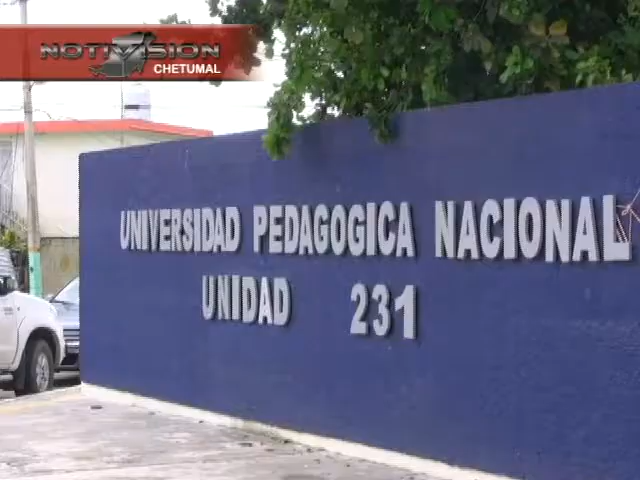 NOTIVISION
CHETUMAL
UNIVERSIDAD PEDAGOGICA NACIONAL
UNIDAD 231